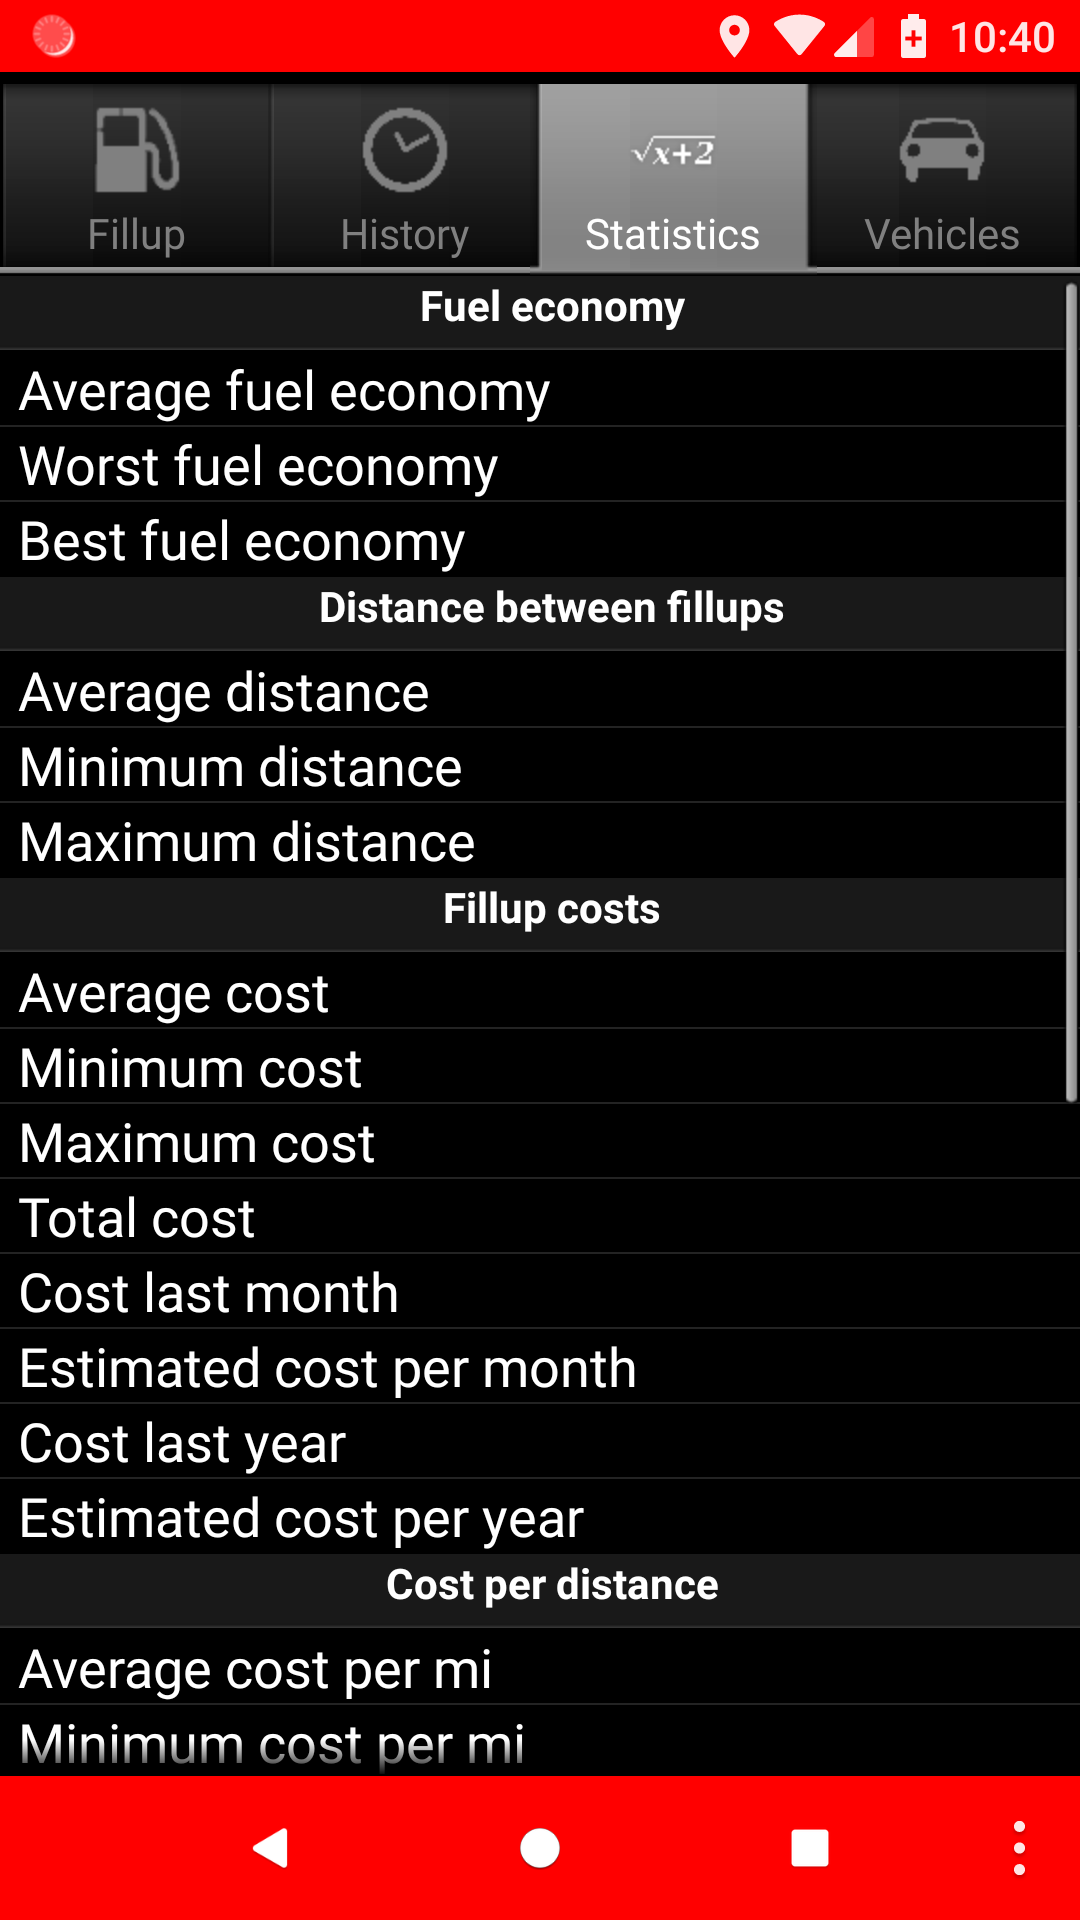 10:40
Fillup History Statistics Vehicles
√x+2
Fuel economy
Average fuel economy
Worst fuel economy
Best fuel economy
Distance between fillups
Average distance
Minimum distance
Maximum distance
Fillup costs
Average cost
Minimum cost
Maximum cost
Total cost
Cost last month
Estimated cost per month
Cost last year
Estimated cost per year
Cost per distance
Average cost per mi
Minimum cost per mi